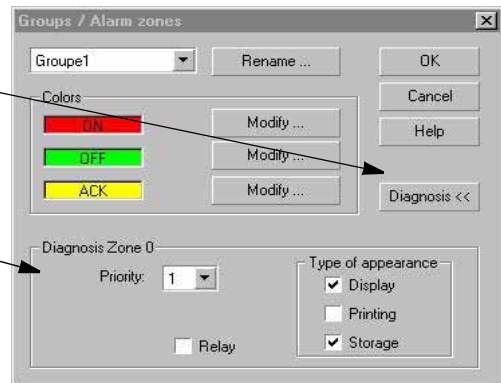 Groups / Alarm zones
Groupe1
Rename ...
OK
Colors
Cancel
ON
Modify ...
Help
OFF
Modify ...
ACK
Modify ...
Diagnosis <<
Diagnosis Zone 0
Priority:
1
Type of appearance
Display
Printing
Relay
Storage